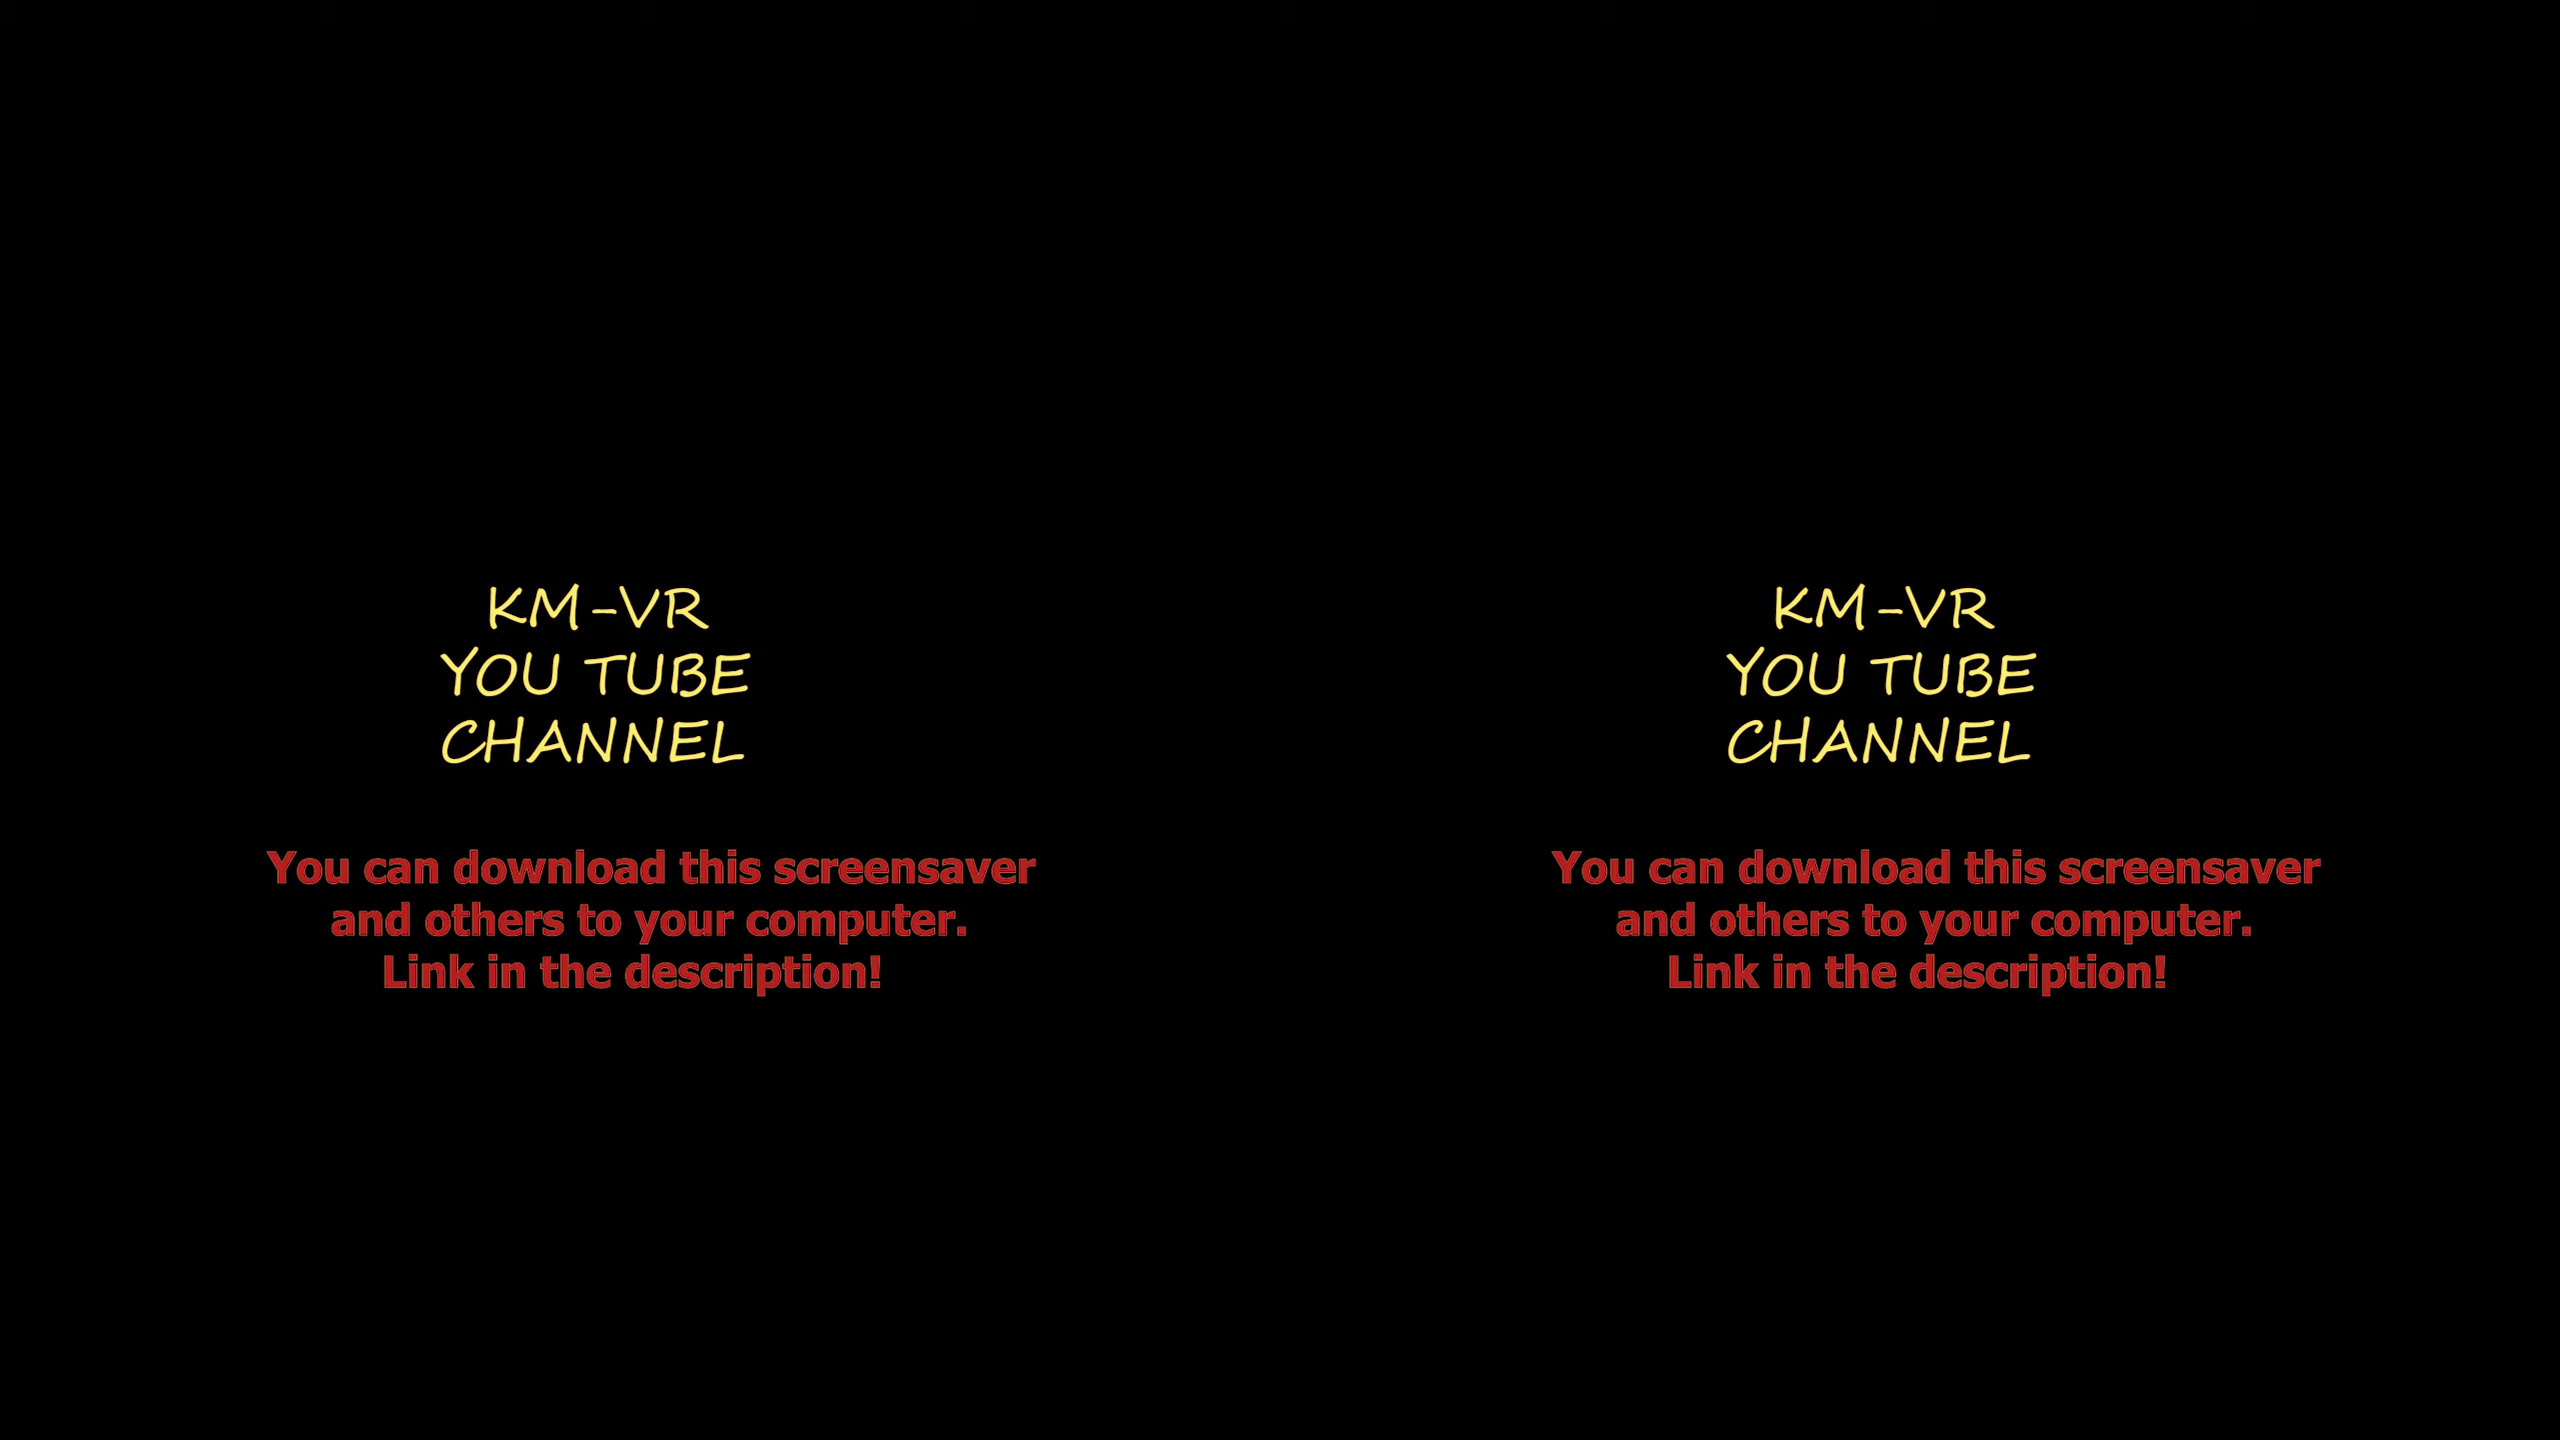 KM-VR
YOU TUBE
CHANNEL
You can download this screensaver
and others to your computer.
Link in the description!
KM-VR
YOU TUBE
CHANNEL
You can download this screensaver
and others to your computer.
Link in the description!